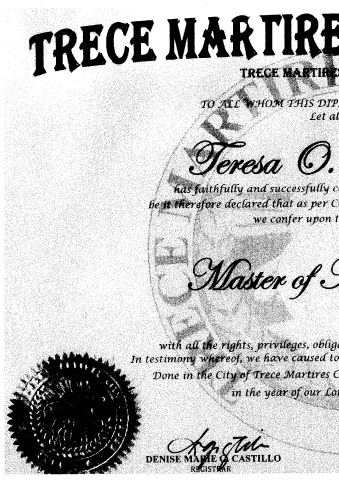 TRECE MARTIRE
TRECE MARTIRES
TO ALL WHOM THIS DIP
Let al
Teresa O.
has faithfully and successfully c
be it therefore declared that as per C
we confer upon t
Master of
with all the rights, privileges, oblig
In testimony whereof, we have caused to
Done in the City of Trece Martires C
in the year of our Lo
DENISE MARIE O. CASTILLO
REGISTRAR
ECE MARTIRE